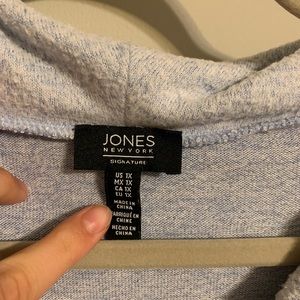 JONES
NEW YORK
SIGNATURE
US 1X
MX 1X
CA 1X
EU 1X
MADE IN
CHINA
FABRIQUÉ EN
CHINE
HECHO EN
CHINA